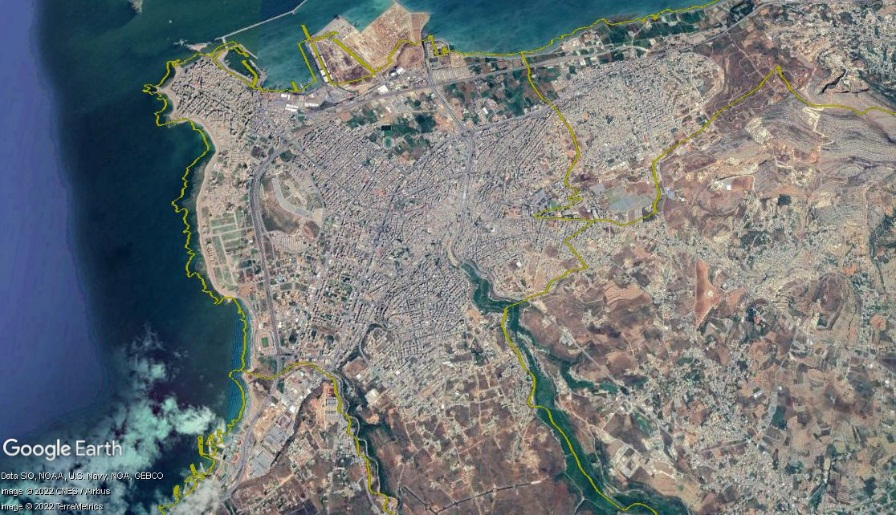 Google Earth
Data SIO, NOAA, U.S. Navy, NGA, GEBCO
Image © 2022 CNES / Airbus
Image © 2022 TerraMetrics